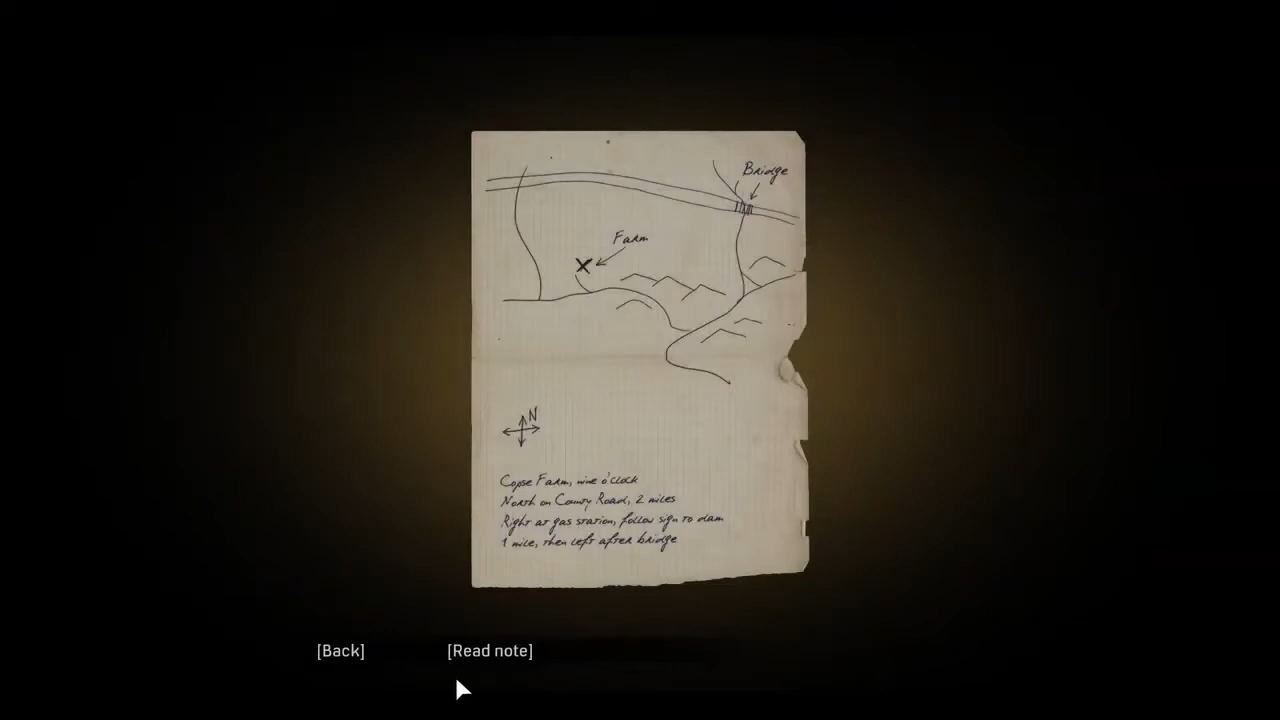 Bridge
Farm
N
Copse Farm, nine o'clock
North on County Road, 2 miles
Right at gas station, follow sign to dam
1 mile, then left after bridge
[Back] [Read note]